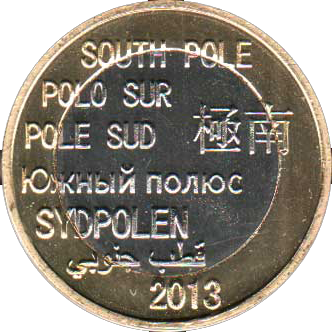 SOUTH POLE
POLO SUR
POLE SUD 極南
Южный полюс
SYDPOLEN
قطب جنوبي
2013